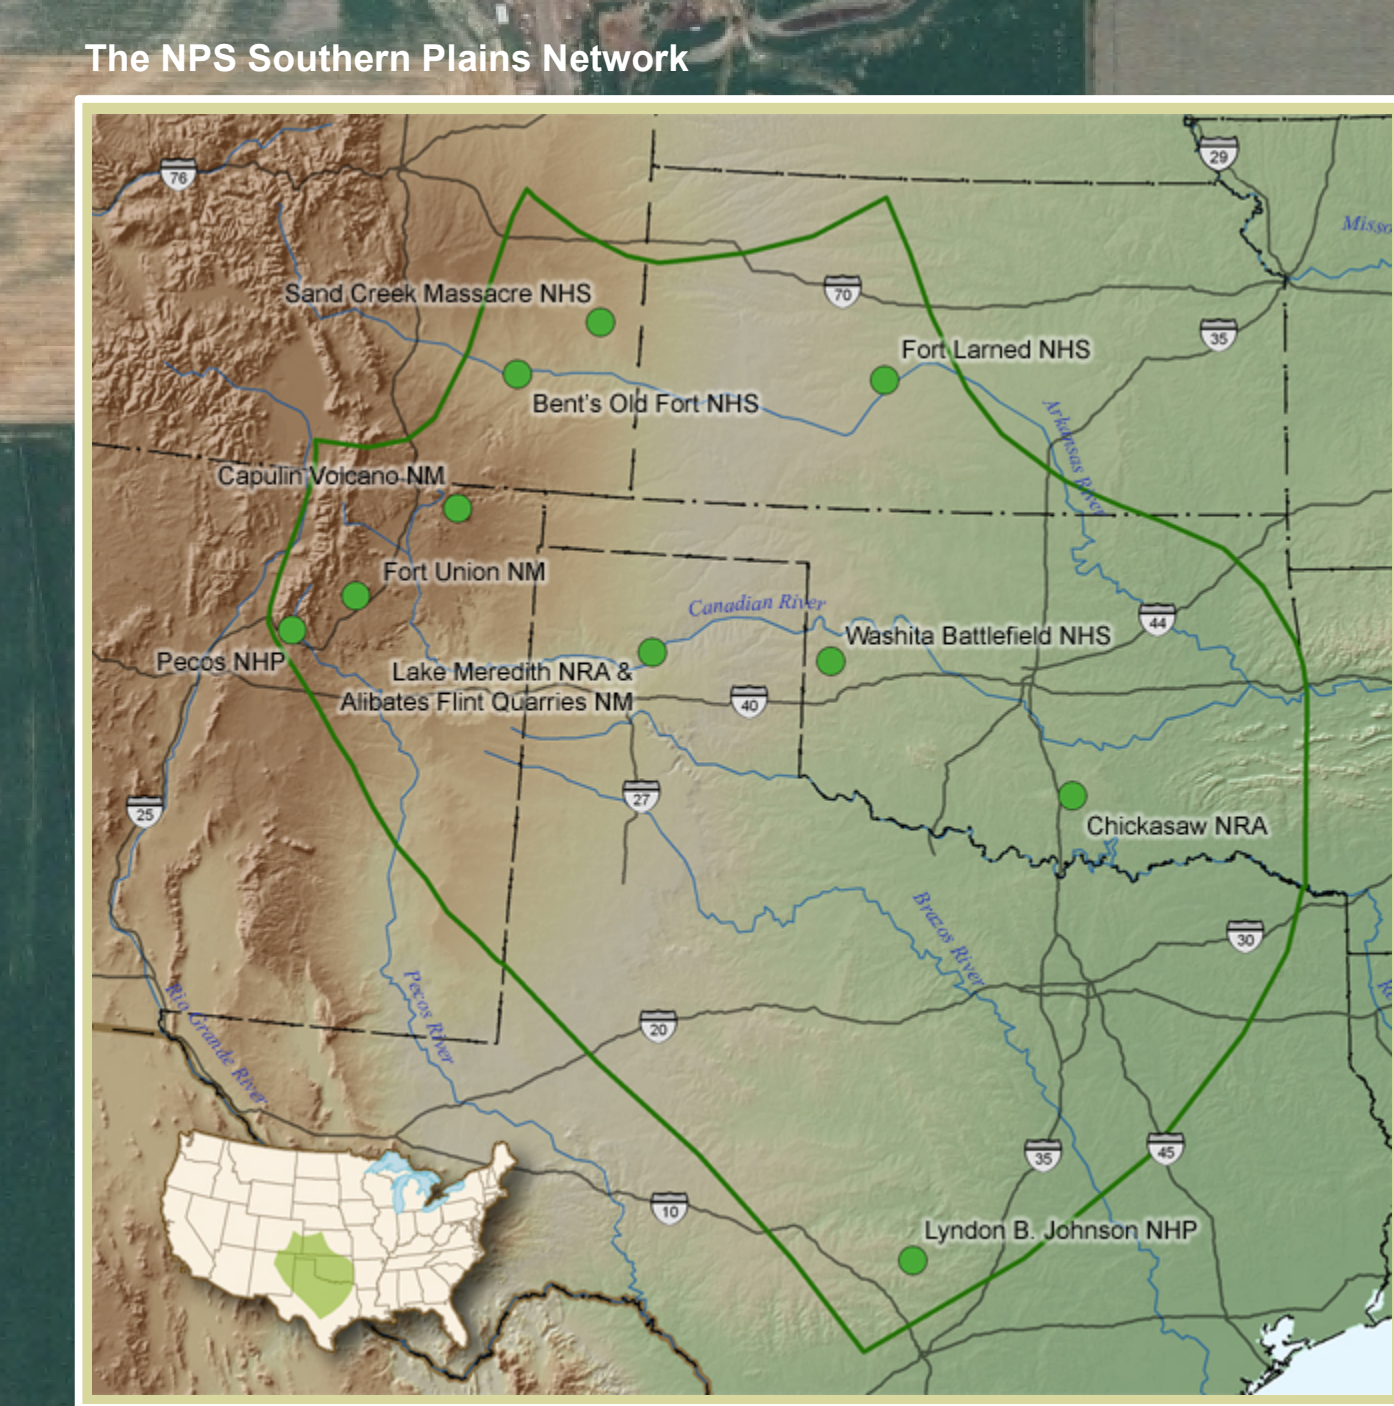 The NPS Southern Plains Network
76
29
Misso
Sand Creek Massacre NHS
70
35
Fort Larned NHS
Bent's Old Fort NHS
Arkansas River
Capulin Volcano NM
Fort Union NM
Canadian River
44
Washita Battlefield NHS
Pecos NHP
Lake Meredith NRA &
Alibates Flint Quarries NM
40
25
27
Chickasaw NRA
Brazos River
30
Pecos River
Rio Grande River
20
35
45
10
Lyndon B. Johnson NHP